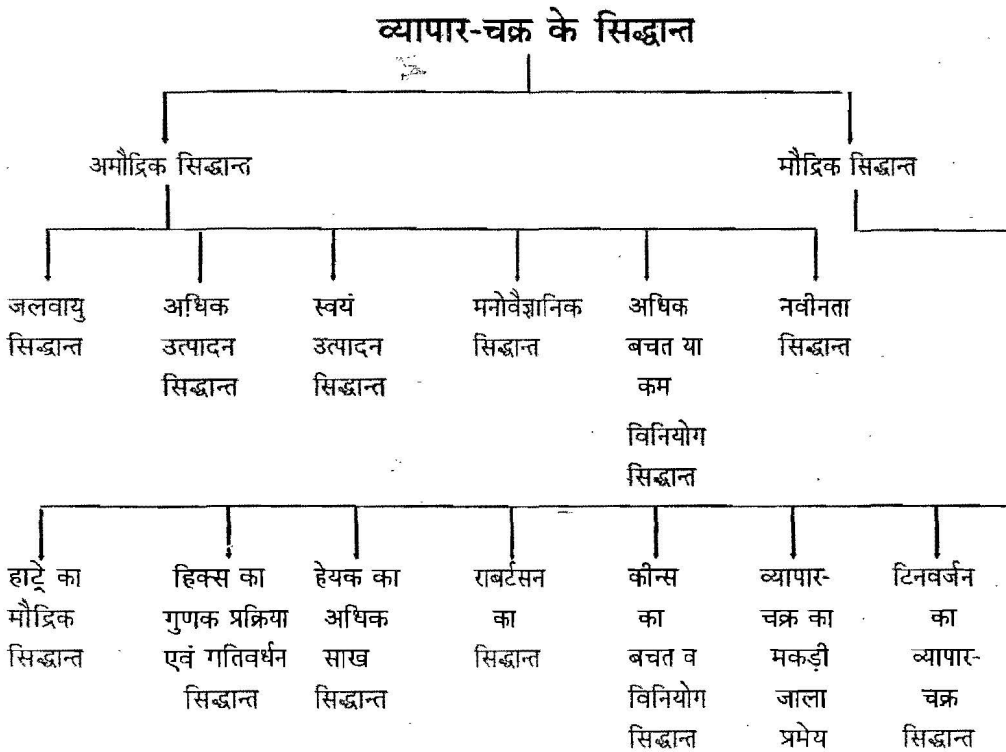 व्यापार-चक्र के सिद्धान्त
अमौद्रिक सिद्धान्त
मौद्रिक सिद्धान्त
जलवायु
सिद्धान्त
अधिक
उत्पादन
सिद्धान्त
स्वयं
उत्पादन
सिद्धान्त
मनोवैज्ञानिक
सिद्धान्त
अधिक
बचत या
कम
विनियोग
सिद्धान्त
नवीनता
सिद्धान्त
हाट्रे का
मौद्रिक
सिद्धान्त
हिक्स का
गुणक प्रक्रिया
एवं गतिवर्धन
सिद्धान्त
हेयक का
अधिक
साख
सिद्धान्त
राबर्टसन
का
सिद्धान्त
कीन्स
का
बचत व
विनियोग
सिद्धान्त
व्यापार-
चक्र का
मकड़ी
जाला
प्रमेय
टिनवर्जन
का
व्यापार-
चक्र
सिद्धान्त